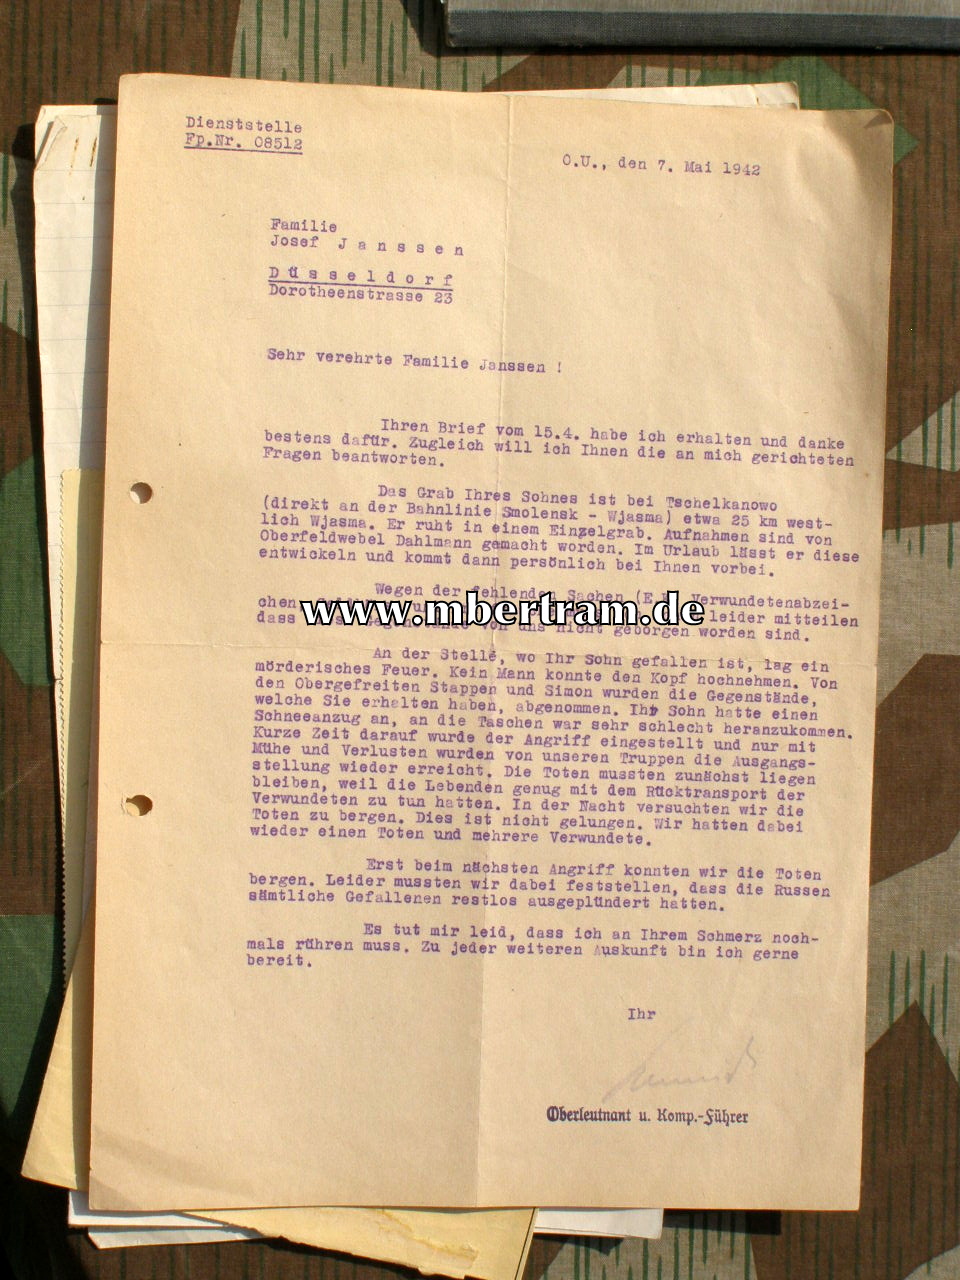 Dienststelle
Fp.Nr. 08512
O.U., den 7. Mai 1942
Familie
Josef J a n s s e n
D ü s s e l d o r f
Dorotheenstrasse 23
Sehr verehrte Familie Janssen !
Ihren Brief vom 15.4. habe ich erhalten und danke
bestens dafür. Zugleich will ich Ihnen die an mich gerichteten
Fragen beantworten.
Das Grab Ihres Sohnes ist bei Tschelkanowo
(direkt an der Bahnlinie Smolensk - Wjasma) etwa 25 km west-
lich Wjasma. Er ruht in einem Einzelgrab. Aufnahmen sind von
Oberfeldwebel Dahlmann gemacht worden. Im Urlaub lässt er diese
entwickeln und kommt dann persönlich bei Ihnen vorbei.
Wegen der fehlenden Sachen (E.K. Verwundetenabzei-
chen, leider mitteilen
dass von uns nicht geborgen worden sind.
www.mbertram.de
An der Stelle, wo Ihr Sohn gefallen ist, lag ein
mörderisches Feuer. Kein Mann konnte den Kopf hochnehmen. Von
den Obergefreiten Stappen und Simon wurden die Gegenstände,
welche Sie erhalten haben, abgenommen. Ihr Sohn hatte einen
Schneeanzug an, an die Taschen war sehr schlecht heranzukommen.
Kurze Zeit darauf wurde der Angriff eingestellt und nur mit
Mühe und Verlusten wurden von unseren Truppen die Ausgangs-
stellung wieder erreicht. Die Toten mussten zunächst liegen
bleiben, weil die Lebenden genug mit dem Rücktransport der
Verwundeten zu tun hatten. In der Nacht versuchten wir die
Toten zu bergen. Dies ist nicht gelungen. Wir hatten dabei
wieder einen Toten und mehrere Verwundete.
Erst beim nächsten Angriff konnten wir die Toten
bergen. Leider mussten wir dabei feststellen, dass die Russen
sämtliche Gefallenen restlos ausgeplündert hatten.
Es tut mir leid, dass ich an Ihrem Schmerz noch-
mals rühren muss. Zu jeder weiteren Auskunft bin ich gerne
bereit.
Ihr
Oberleutnant u. Komp.-Führer